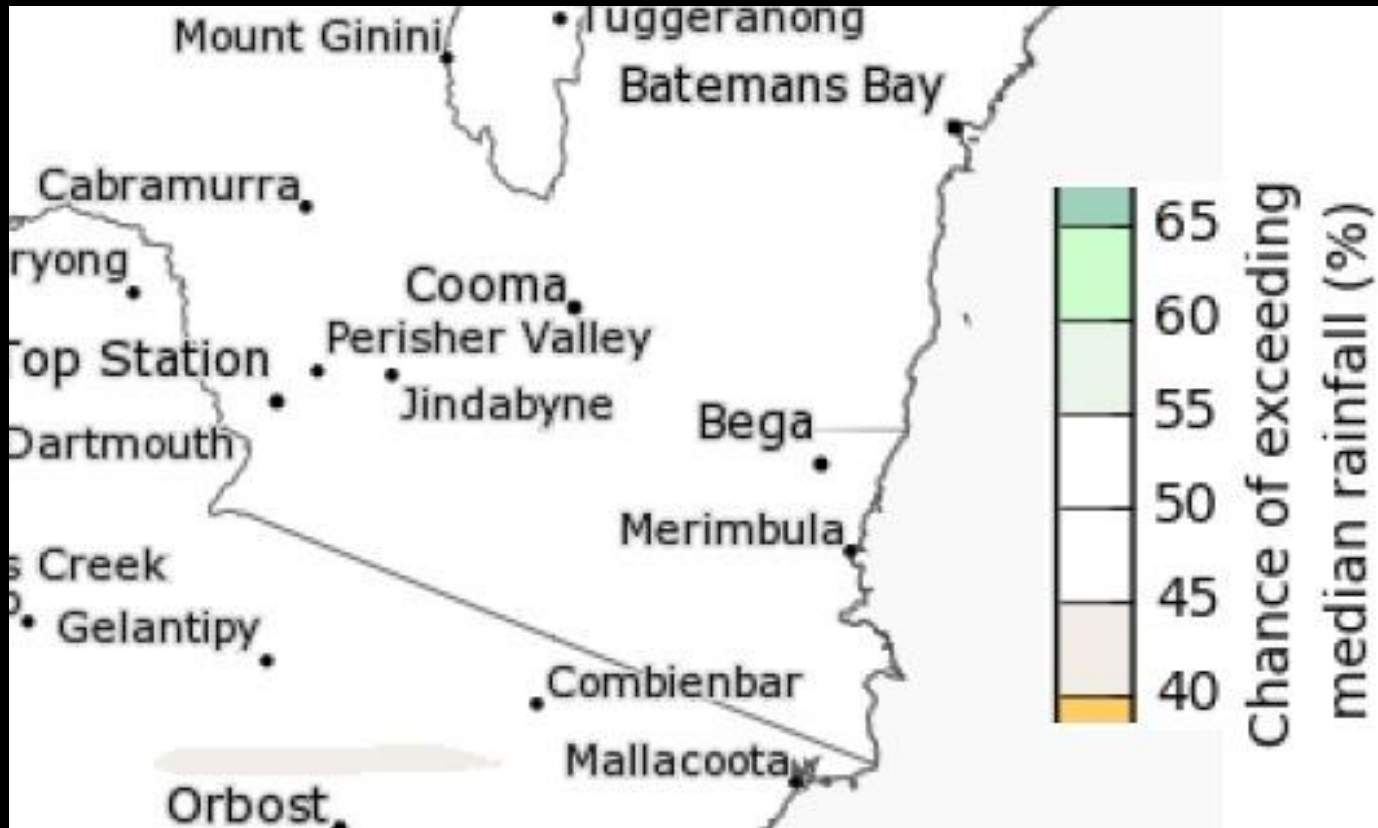 Tuggeranong
Mount Ginini
Batemans Bay
Cabramurra
ryong
Cooma
Perisher Valley
Top Station
Jindabyne
Bega
Dartmouth
Merimbula
s Creek
Gelantipy
Combienbar
Mallacoota
Orbost
65
60
55
50
45
40
Chance of exceeding
median rainfall (%)